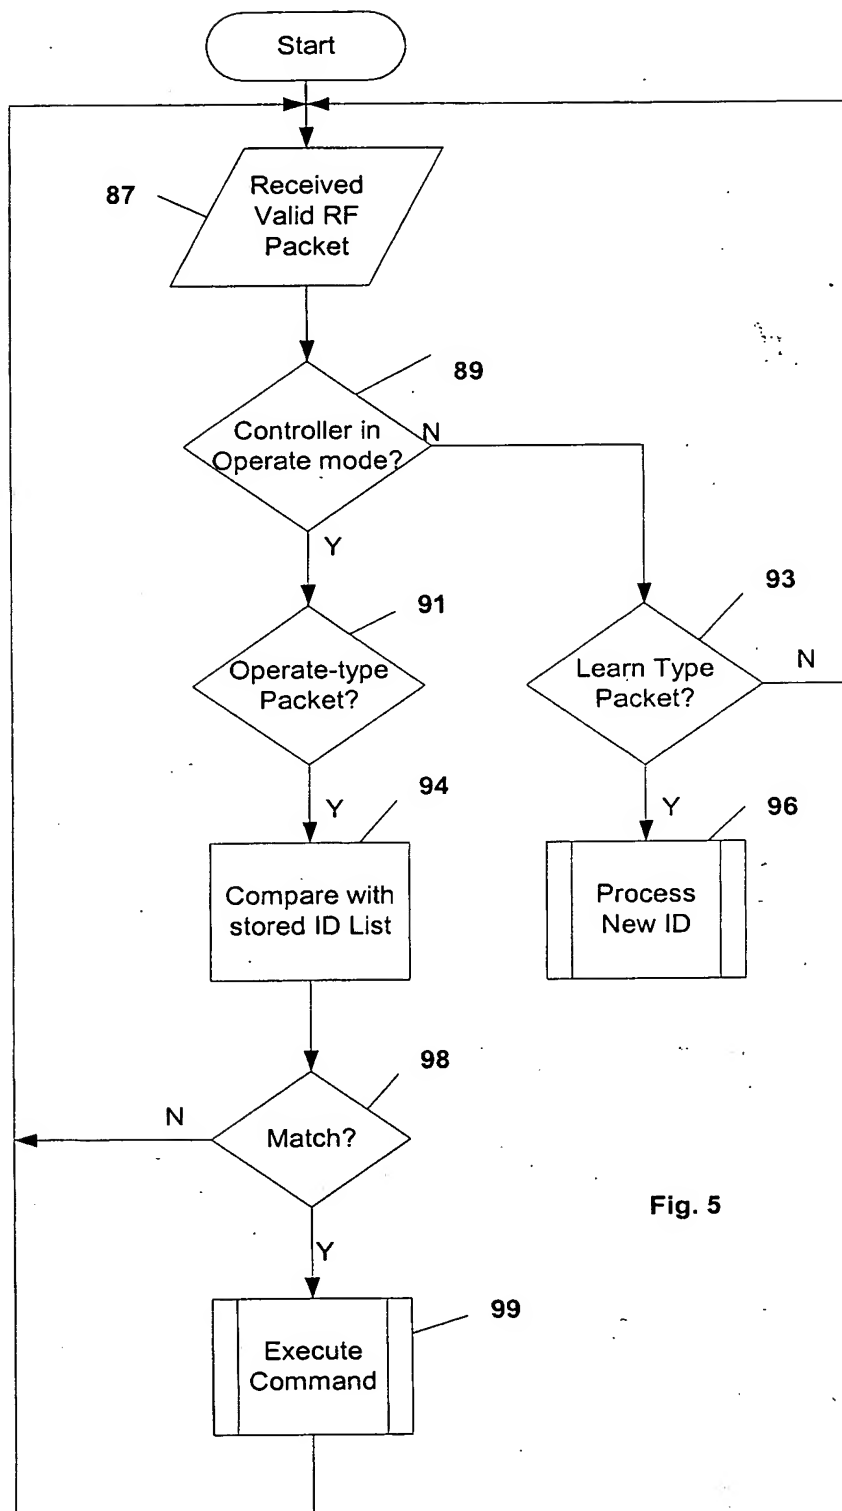 Start
87
Received
Valid RF
Packet
89
Controller in
Operate mode?
N
Y
91
Operate-type
Packet?
93
Learn Type
Packet?
N
Y
94
Y
96
Compare with
stored ID List
Process
New ID
98
N
Match?
Fig. 5
Y
99
Execute
Command